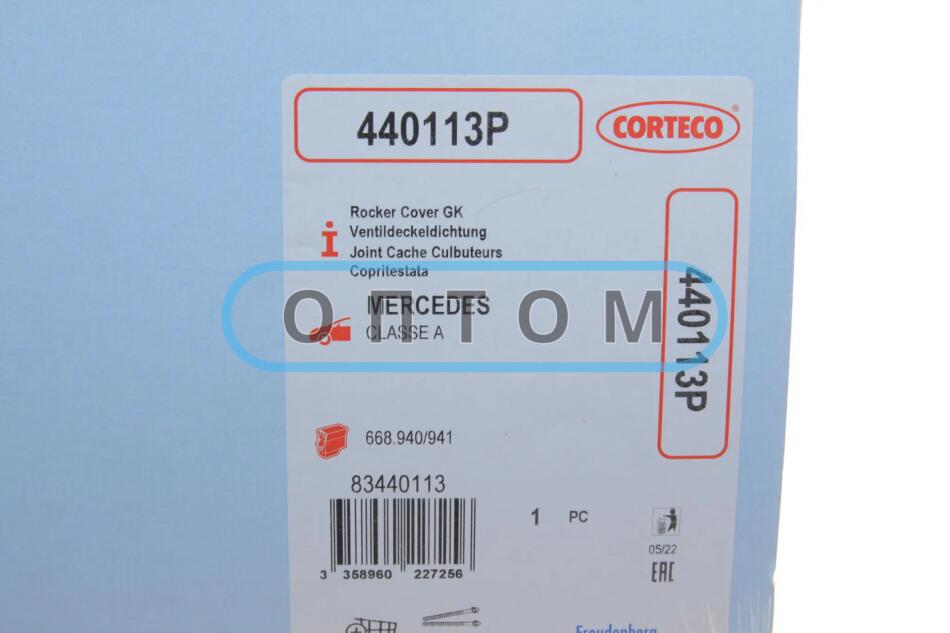 440113P
CORTECO®
Rocker Cover GK
Ventildeckeldichtung
Joint Cache Culbuteurs
Copritestata
MERCEDES
CLASSE A
ОПТОМ
440113P
668.940/941
83440113
1 PC
3 358960 227256
05/22
EAC
Freudenberg